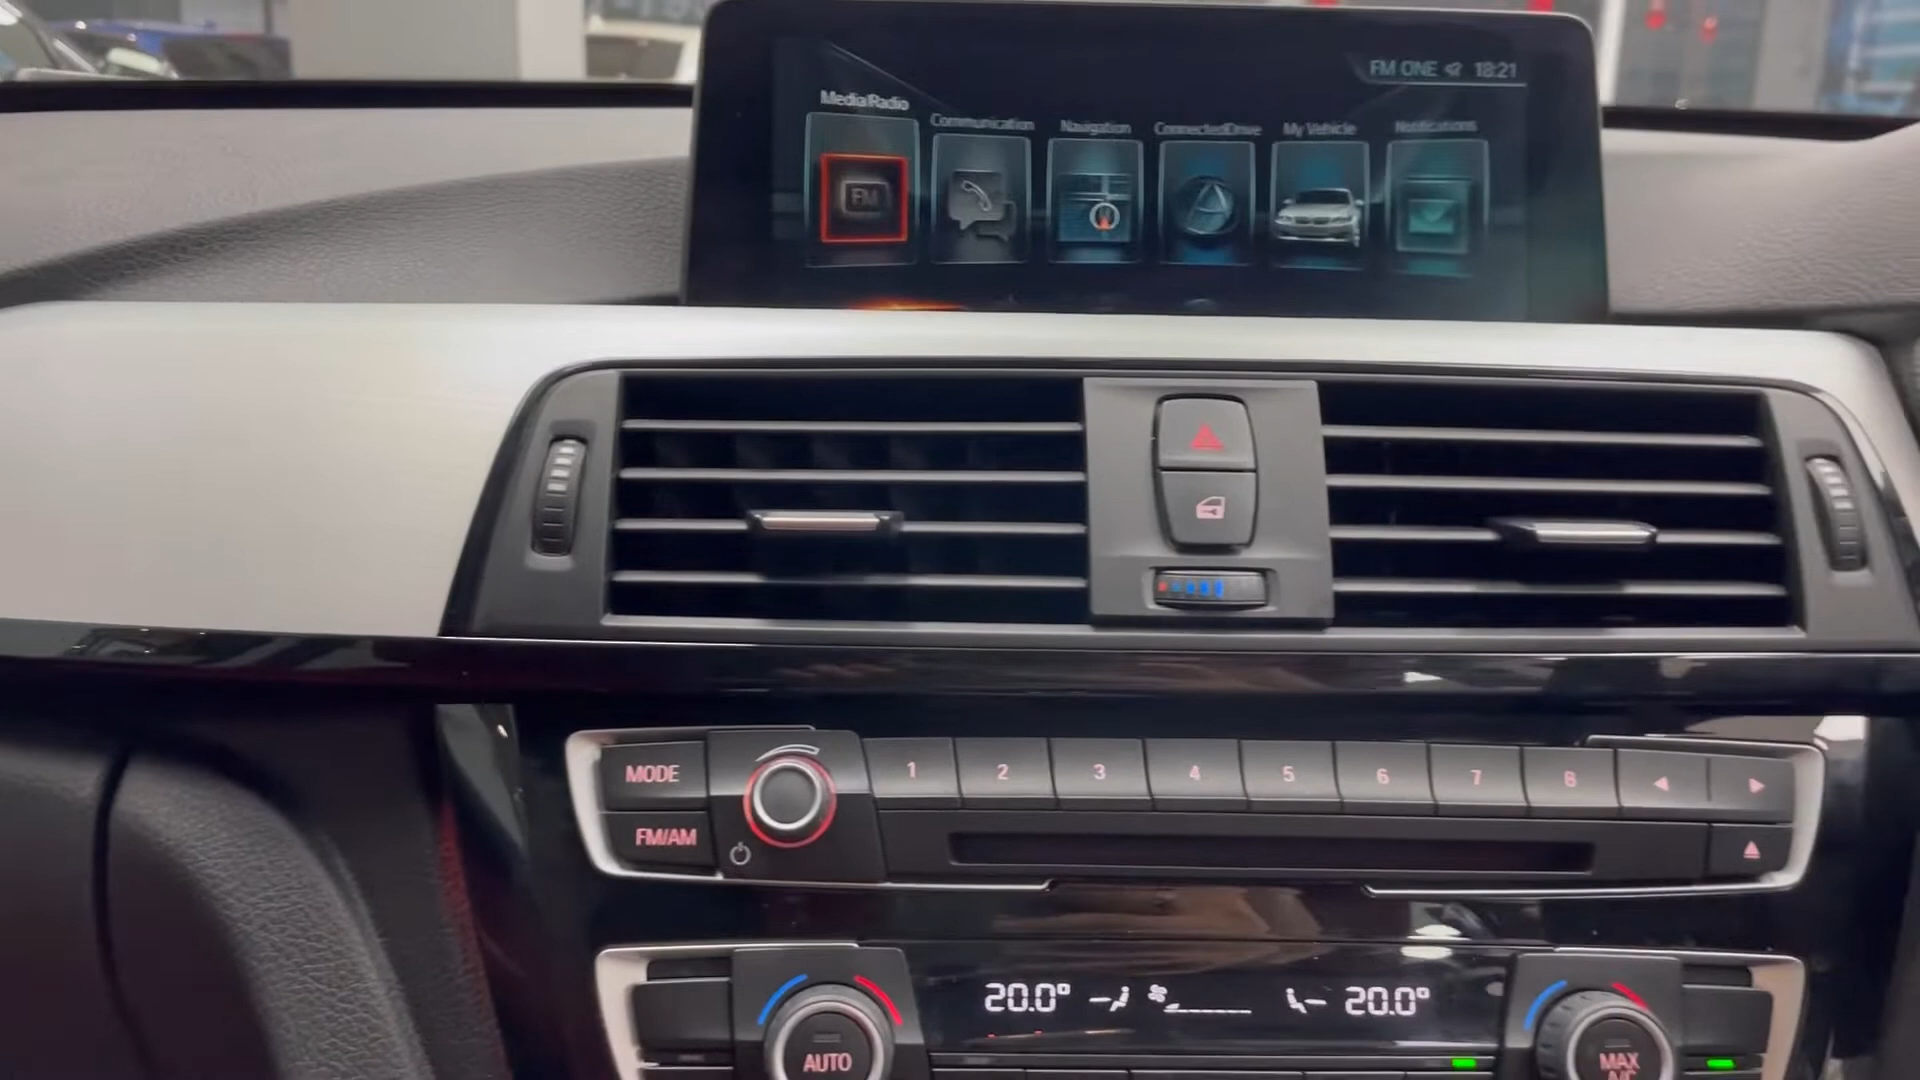 FM ONE 18:21
Media/Radio
Communication
Navigation
ConnectedDrive
My Vehicle
Notifications
FM
MODE
1 2 3 4 5 6 7 8
FM/AM
20.0° 20.0°
AUTO
MAX
A/C